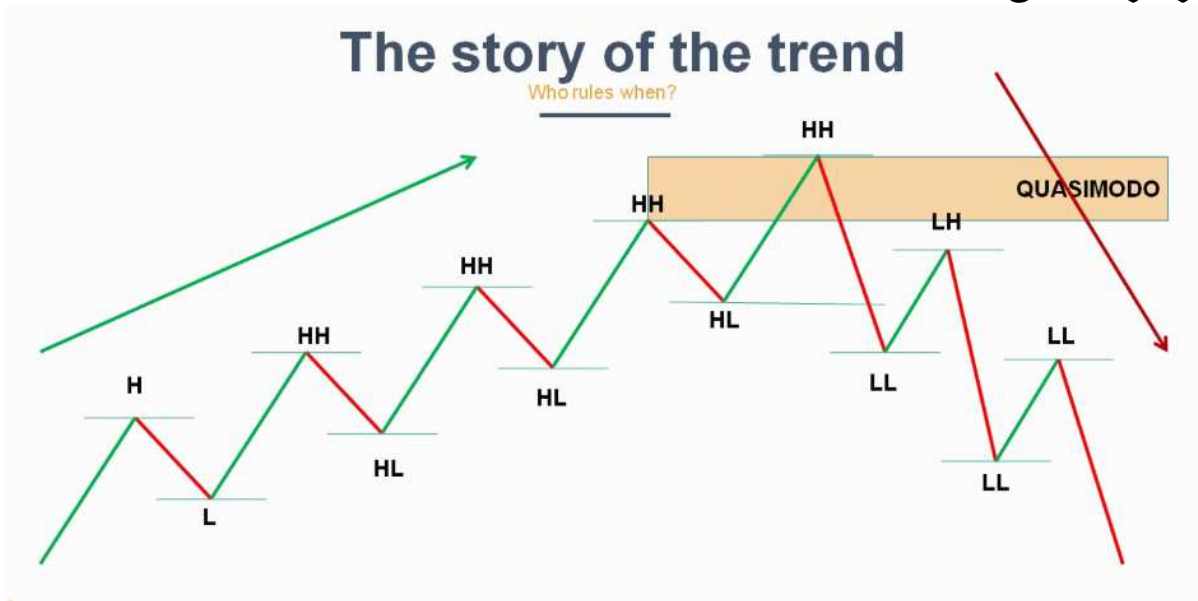 The story of the trend
Who rules when?
HH
QUASIMODO
HH
LH
HH
HL
HH
LL
H
LL
HL
HL
LL
L